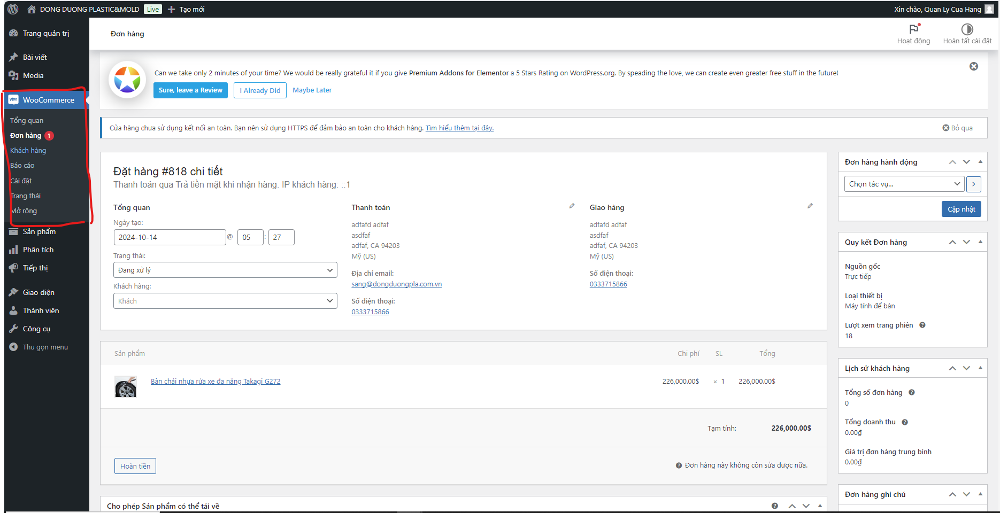 DONG DUONG PLASTIC&MOLD Live Tạo mới Xin chào, Quan Ly Cua Hang
Trang quản trị
Bài viết
Media
WOO WooCommerce
Tổng quan
Đơn hàng 1
Khách hàng
Báo cáo
Cài đặt
Trạng thái
Mở rộng
Sản phẩm
Phân tích
Tiếp thị
Giao diện
Thành viên
Công cụ
Thu gọn menu
Đơn hàng
Hoạt động
Hoàn tất cài đặt
Can we take only 2 minutes of your time? We would be really grateful it if you give Premium Addons for Elementor a 5 Stars Rating on WordPress.org. By speading the love, we can create even greater free stuff in the future!
Sure, leave a Review I Already Did Maybe Later
Cửa hàng chưa sử dụng kết nối an toàn. Bạn nên sử dụng HTTPS để đảm bảo an toàn cho khách hàng. Tìm hiểu thêm tại đây. Bỏ qua
Đặt hàng #818 chi tiết
Thanh toán qua Trả tiền mặt khi nhận hàng. IP khách hàng: ::1
Tổng quan
Ngày tạo:
2024-10-14 @ 05 : 27
Trạng thái:
Đang xử lý
Khách hàng:
Khách
Thanh toán
adfafd adfaf
asdfaf
adfaf, CA 94203
Mỹ (US)
Địa chỉ email:
sang@dongduongpla.com.vn
Số điện thoại:
0333715866
Giao hàng
adfafd adfaf
asdfaf
adfaf, CA 94203
Mỹ (US)
Số điện thoại:
0333715866
Sản phẩm Chi phí SL Tổng
Bàn chải nhựa rửa xe đa năng Takagi G272 226,000.00$ × 1 226,000.00$
Tạm tính: 226,000.00$
Hoàn tiền Đơn hàng này không còn sửa được nữa.
Cho phép Sản phẩm có thể tải về
Đơn hàng hành động
Chọn tác vụ...
Cập nhật
Quy kết Đơn hàng
Nguồn gốc
Trực tiếp
Loại thiết bị
Máy tính để bàn
Lượt xem trang phiên
18
Lịch sử khách hàng
Tổng số đơn hàng
0
Tổng doanh thu
0.00₫
Giá trị đơn hàng trung bình
0.00₫
Đơn hàng ghi chú